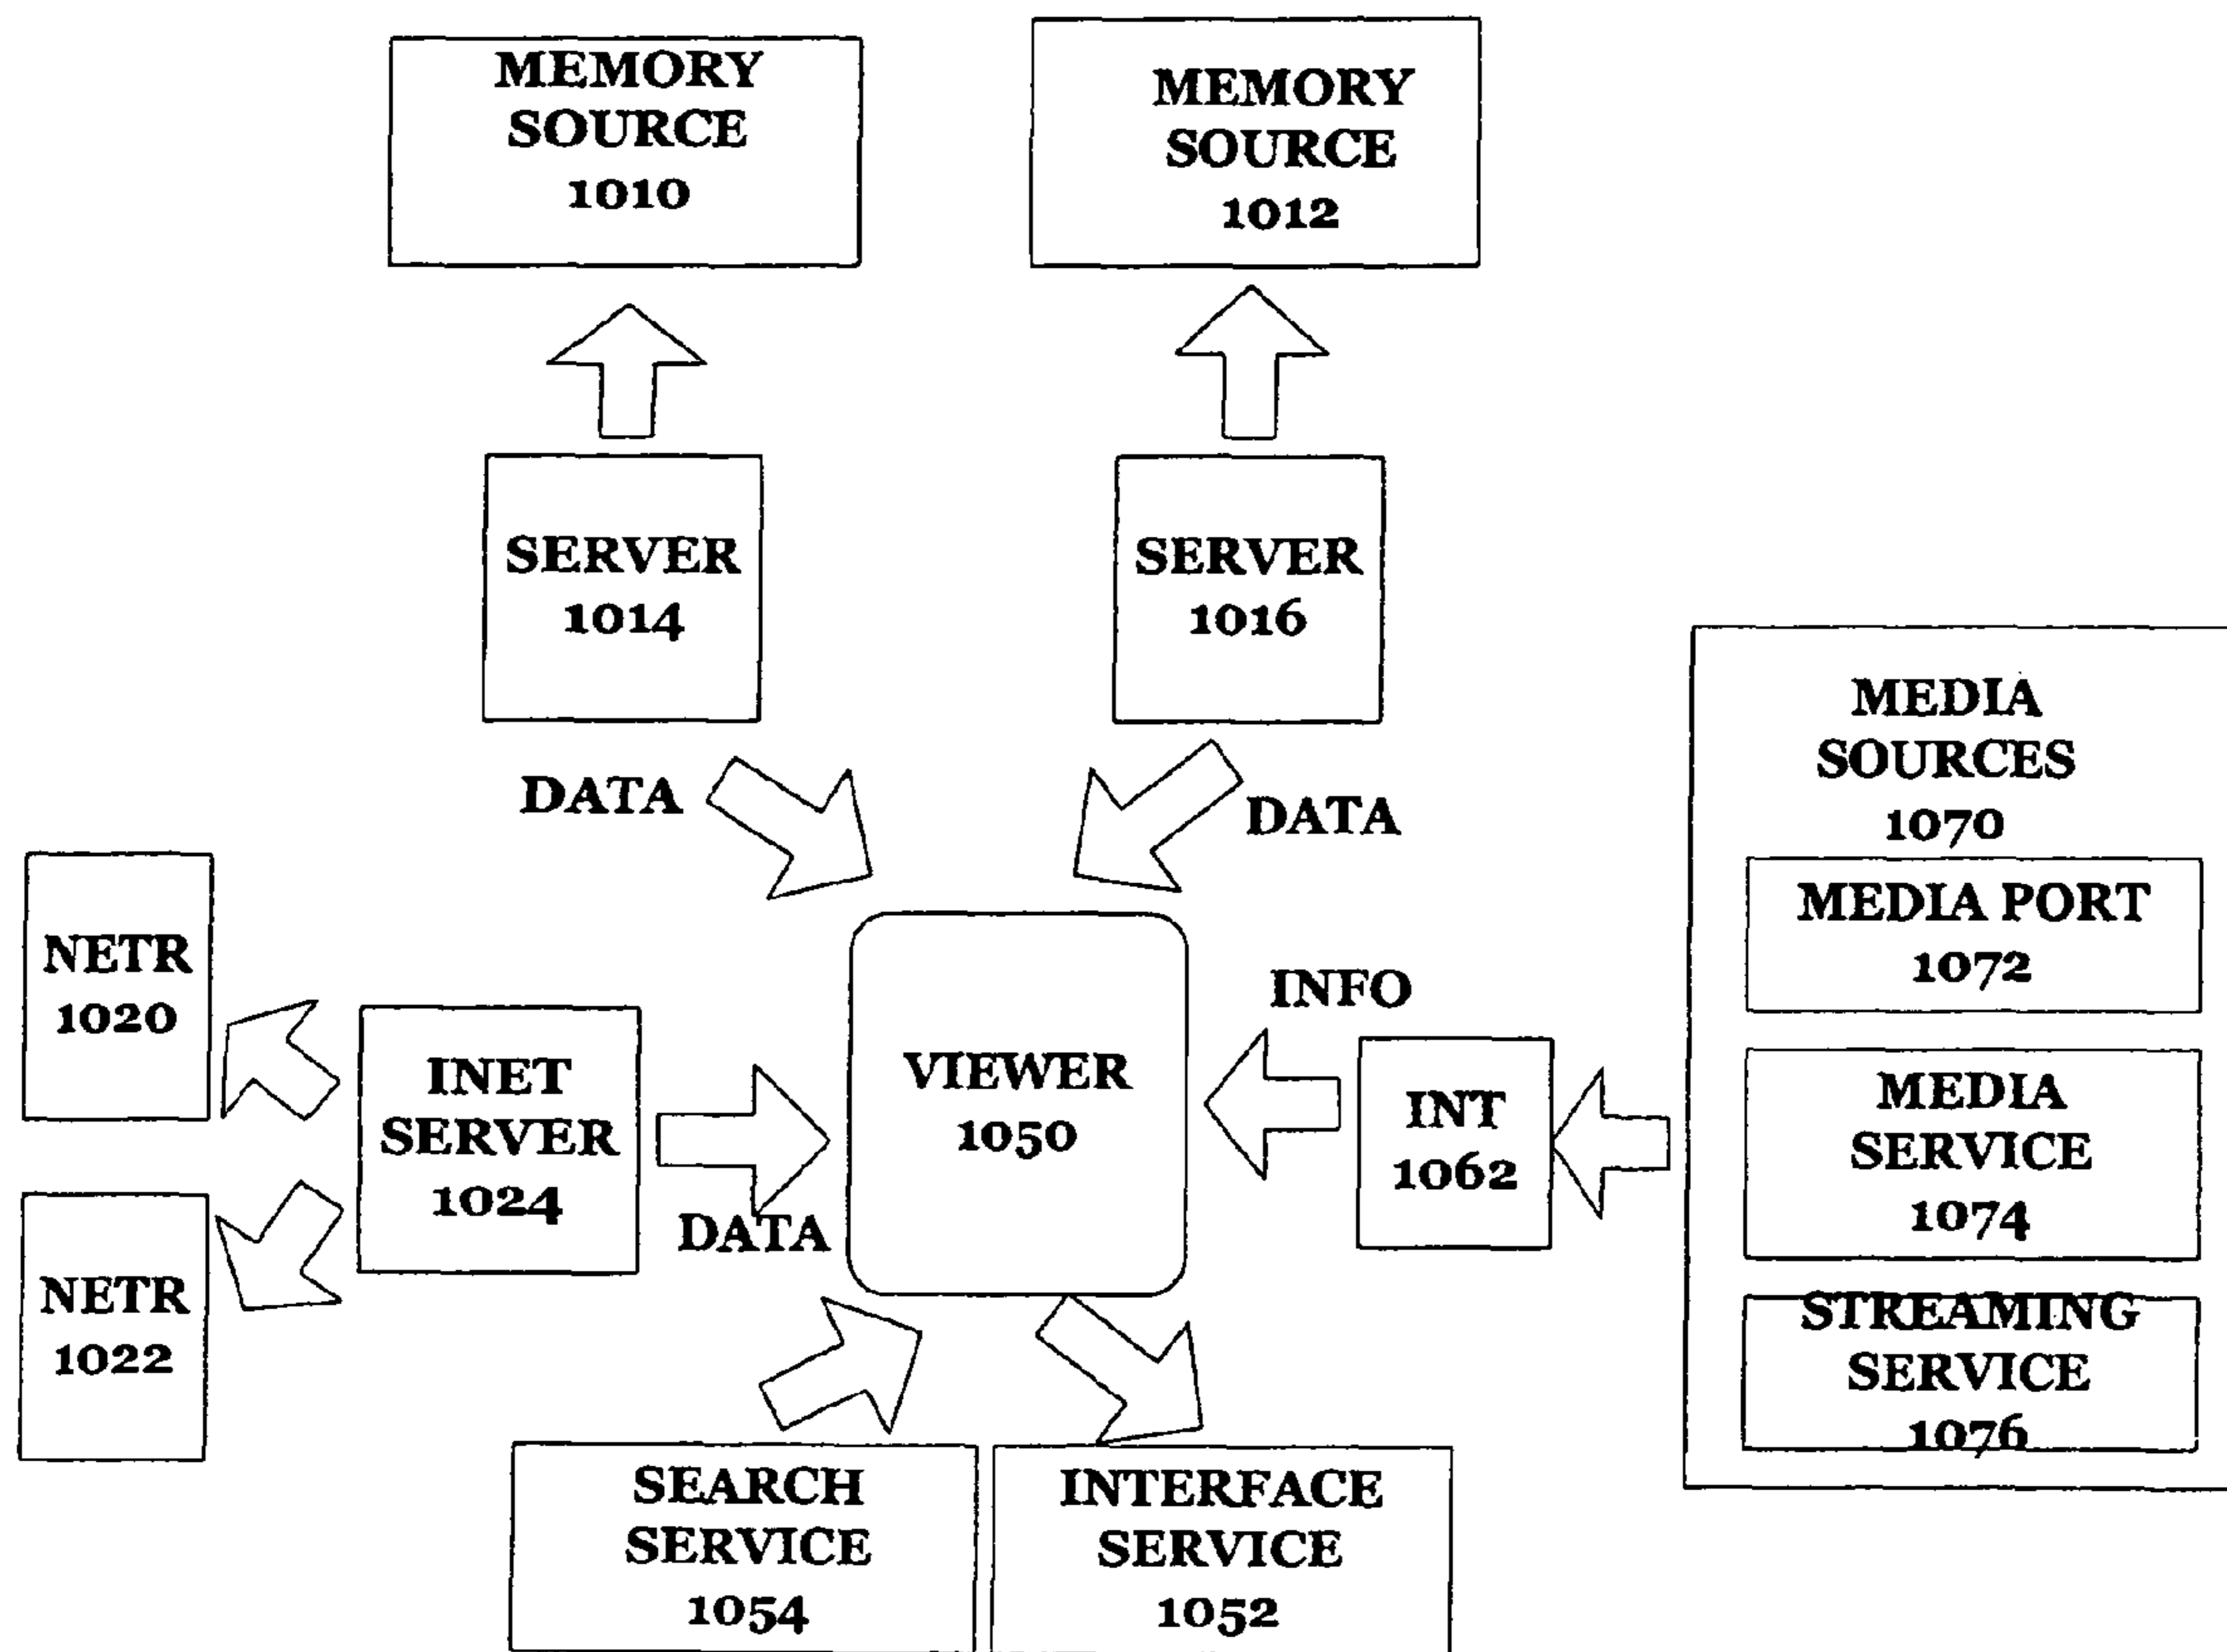 MEMORY
SOURCE
1010
MEMORY
SOURCE
1012
SERVER
1014
SERVER
1016
DATA
DATA
MEDIA
SOURCES
1070
MEDIA PORT
1072
MEDIA
SERVICE
1074
STREAMING
SERVICE
1076
NETR
1020
NETR
1022
INET
SERVER
1024
DATA
VIEWER
1050
INFO
INT
1062
SEARCH
SERVICE
1054
INTERFACE
SERVICE
1052